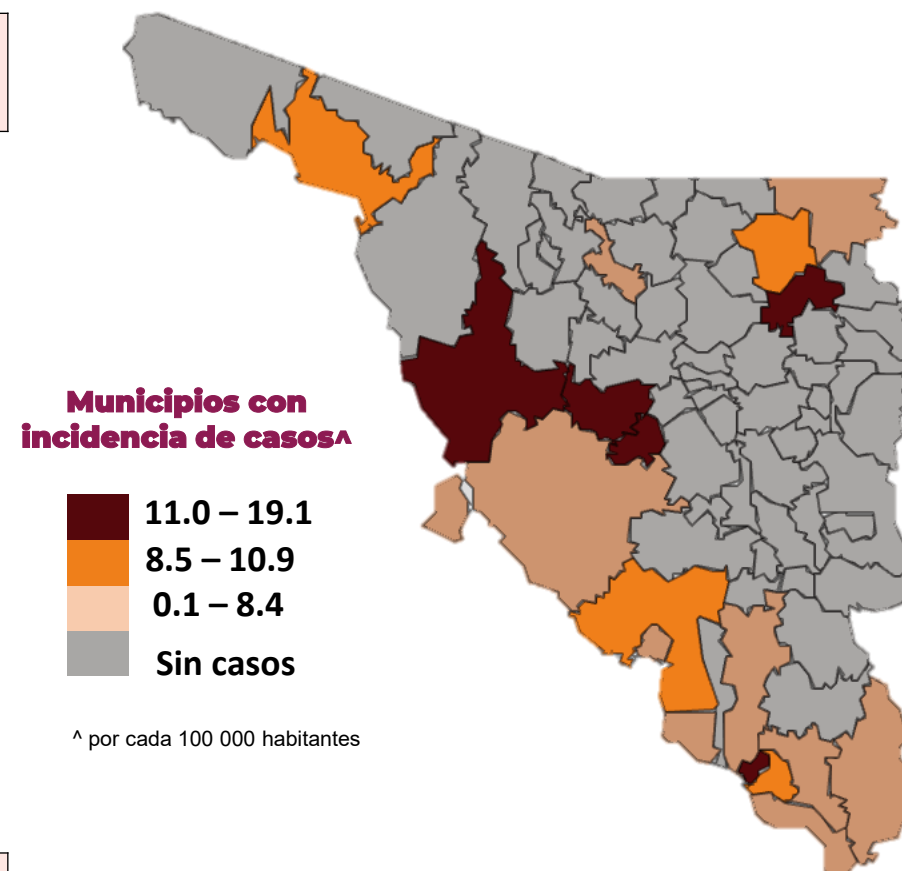 Municipios con
incidencia de casos^
11.0 – 19.1
8.5 – 10.9
0.1 – 8.4
Sin casos
^ por cada 100 000 habitantes